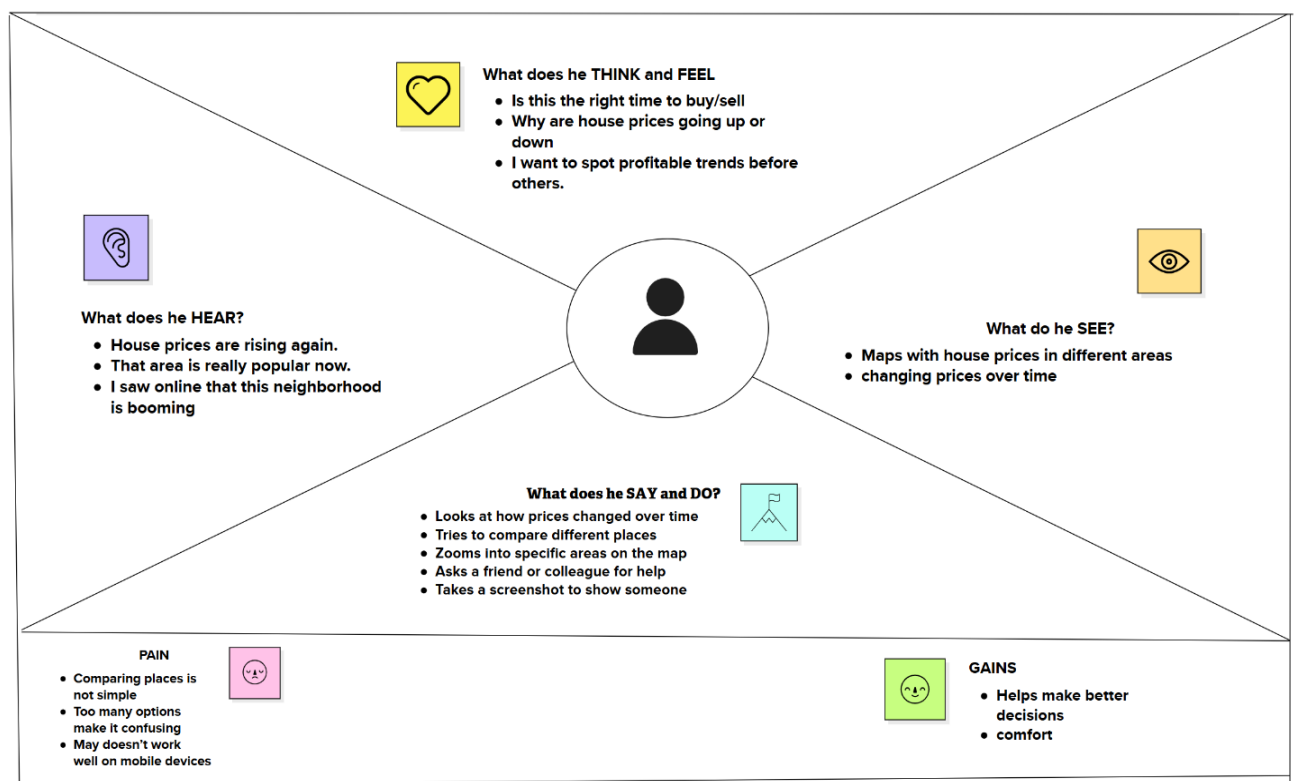 What does he THINK and FEEL
• Is this the right time to buy/sell
• Why are house prices going up or
down
• I want to spot profitable trends before
others.
What does he HEAR?
• House prices are rising again.
• That area is really popular now.
• I saw online that this neighborhood
is booming
What do he SEE?
• Maps with house prices in different areas
• changing prices over time
What does he SAY and DO?
• Looks at how prices changed over time
• Tries to compare different places
• Zooms into specific areas on the map
• Asks a friend or colleague for help
• Takes a screenshot to show someone
PAIN
• Comparing places is
not simple
• Too many options
make it confusing
• May doesn't work
well on mobile devices
GAINS
• Helps make better
decisions
• comfort